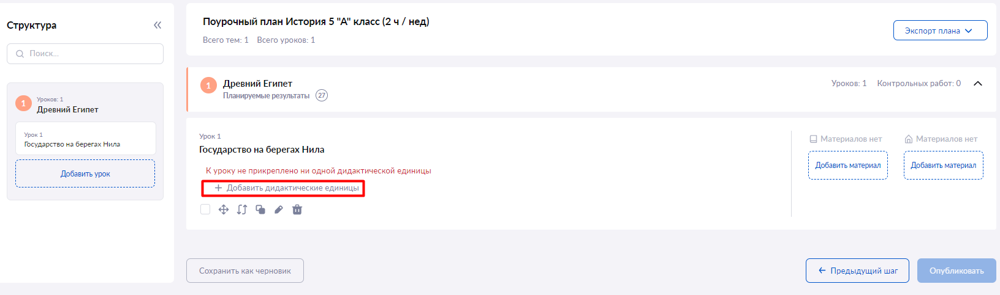 Структура
Поиск...
1
Уроков: 1
Древний Египет
Урок 1
Государство на берегах Нила
Добавить урок
Поурочный план История 5 "А" класс (2 ч / нед)
Всего тем: 1 Всего уроков: 1
Экспорт плана
1
Древний Египет
Планируемые результаты 27
Уроков: 1 Контрольных работ: 0
Урок 1
Государство на берегах Нила
К уроку не прикреплено ни одной дидактической единицы
+ Добавить дидактические единицы
Материалов нет
Добавить материал
Материалов нет
Добавить материал
Сохранить как черновик
Предыдущий шаг
Опубликовать